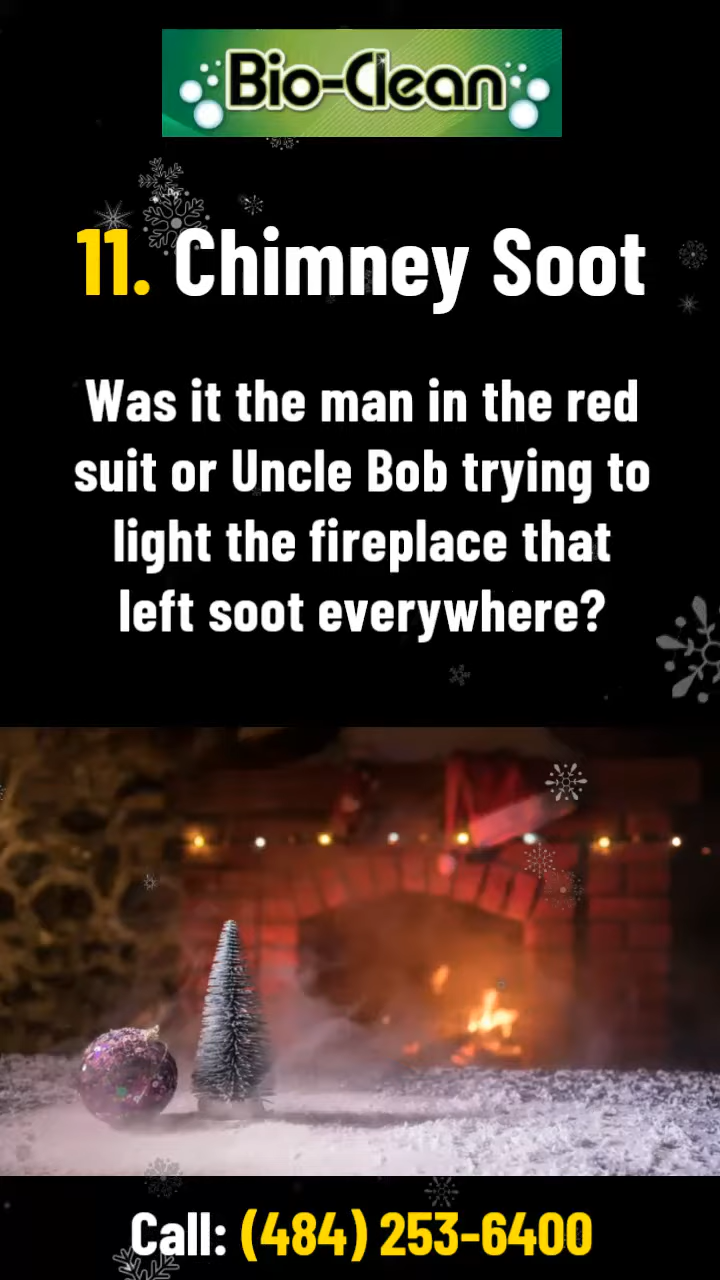 Bio-Clean
11. Chimney Soot
Was it the man in the red
suit or Uncle Bob trying to
light the fireplace that
left soot everywhere?
Call: (484) 253-6400